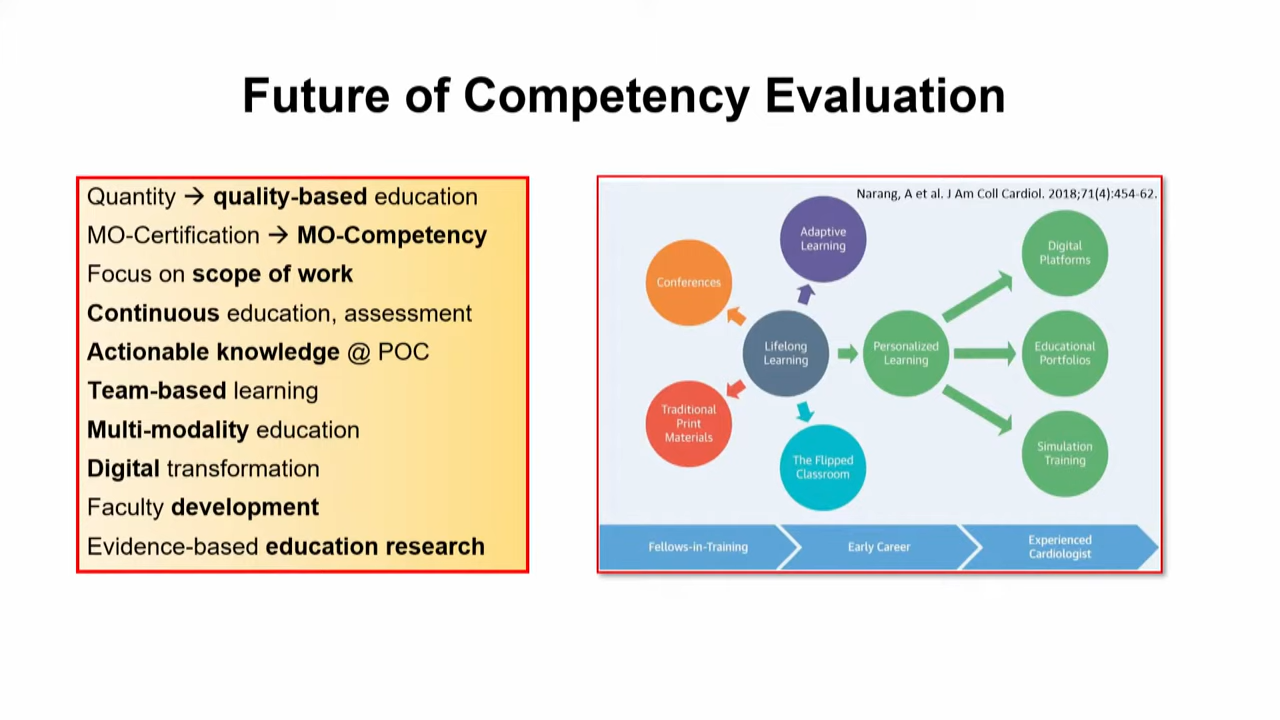 Future of Competency Evaluation
Quantity → quality-based education
MO-Certification → MO-Competency
Focus on scope of work
Continuous education, assessment
Actionable knowledge @ POC
Team-based learning
Multi-modality education
Digital transformation
Faculty development
Evidence-based education research
Narang, A et al. J Am Coll Cardiol. 2018;71(4):454-62.
Adaptive
Learning
Digital
Platforms
Conferences
Lifelong
Learning
Personalized
Learning
Educational
Portfolios
Traditional
Print
Materials
The Flipped
Classroom
Simulation
Training
Fellows-in-Training
Early Career
Experienced
Cardiologist